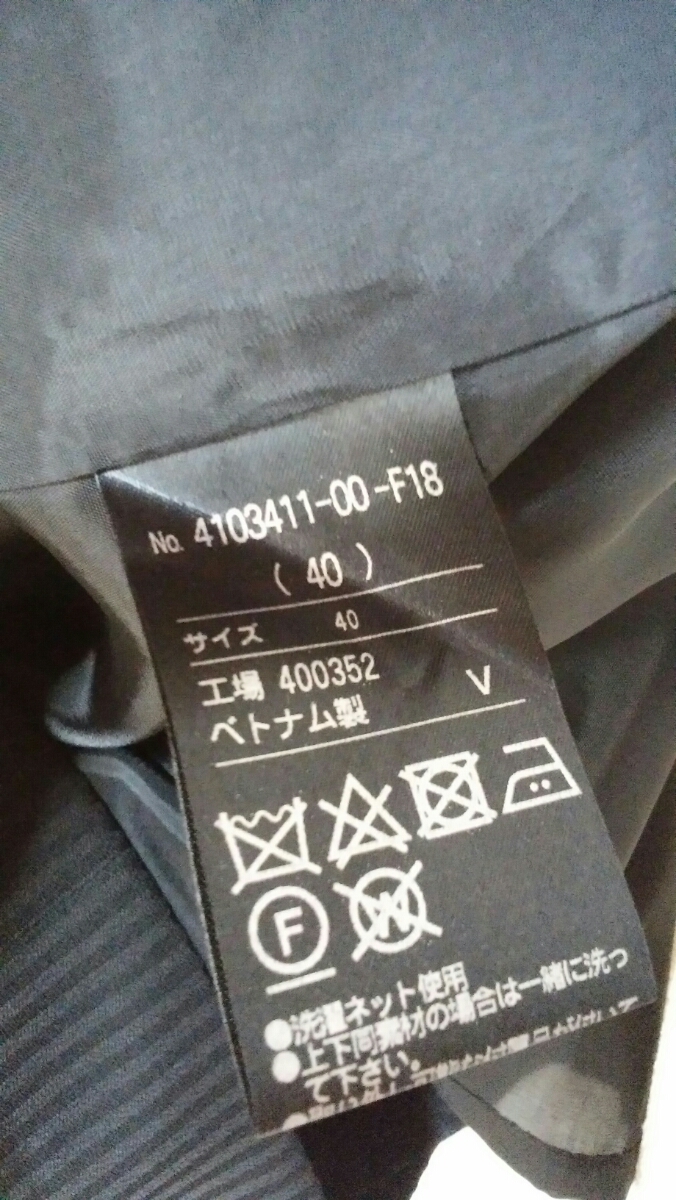 No. 4103411-00-F18
( 40 )
サイズ 40
工場 400352
ベトナム製 V
F
W
●洗濯ネット使用
●上下同素材の場合は一緒に洗っ
て下さい。